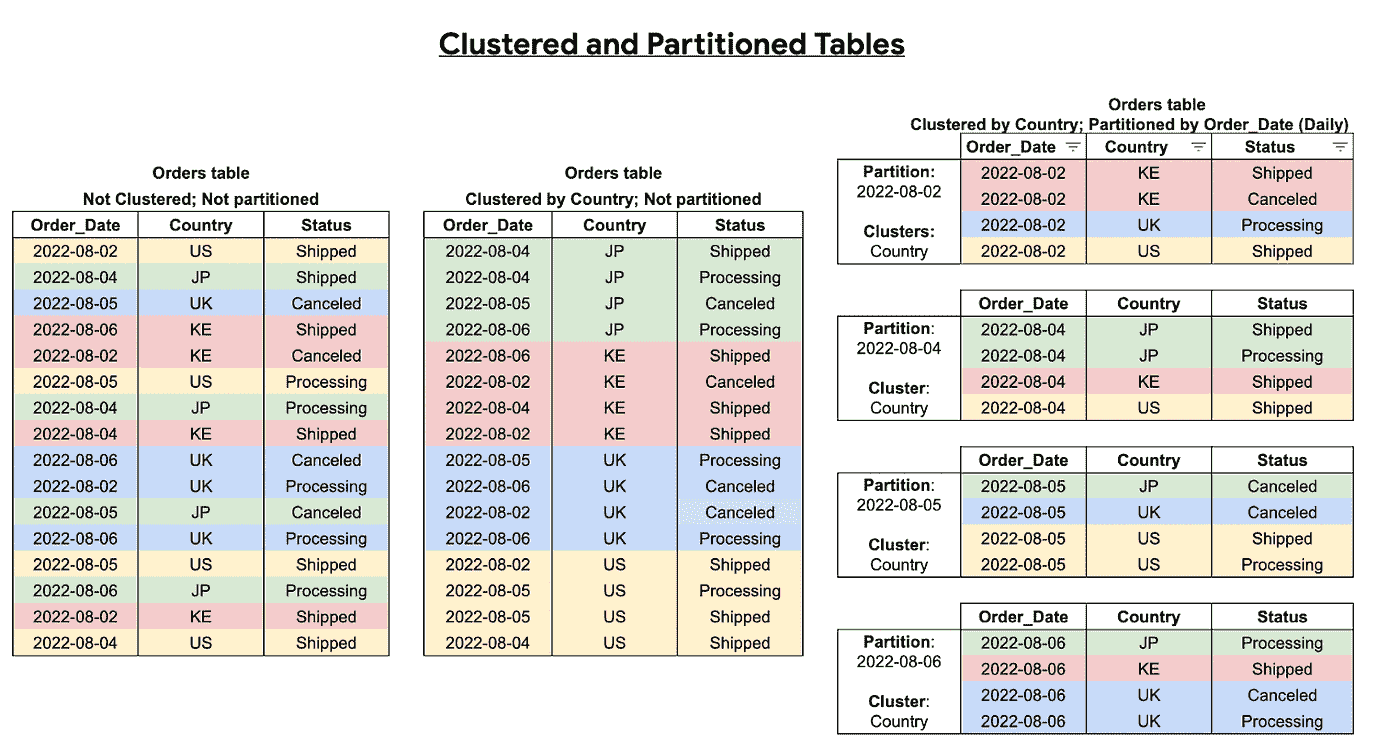 Clustered and Partitioned Tables
Orders table
Not Clustered; Not partitioned
Order_Date Country Status
2022-08-02 US Shipped
2022-08-04 JP Shipped
2022-08-05 UK Canceled
2022-08-06 KE Shipped
2022-08-02 KE Canceled
2022-08-05 US Processing
2022-08-04 JP Processing
2022-08-04 KE Shipped
2022-08-06 UK Canceled
2022-08-02 UK Processing
2022-08-05 JP Canceled
2022-08-06 UK Processing
2022-08-05 US Shipped
2022-08-06 JP Processing
2022-08-02 KE Shipped
2022-08-04 US Shipped
Orders table
Clustered by Country; Not partitioned
Order_Date Country Status
2022-08-04 JP Shipped
2022-08-04 JP Processing
2022-08-05 JP Canceled
2022-08-06 JP Processing
2022-08-06 KE Shipped
2022-08-02 KE Canceled
2022-08-04 KE Shipped
2022-08-02 KE Shipped
2022-08-05 UK Processing
2022-08-06 UK Canceled
2022-08-02 UK Canceled
2022-08-06 UK Processing
2022-08-02 US Shipped
2022-08-05 US Processing
2022-08-05 US Shipped
2022-08-04 US Shipped
Orders table
Clustered by Country; Partitioned by Order_Date (Daily)
Order_Date Country Status
Partition:
2022-08-02
Clusters:
Country
2022-08-02 KE Shipped
2022-08-02 KE Canceled
2022-08-02 UK Processing
2022-08-02 US Shipped
Order_Date Country Status
Partition:
2022-08-04
Cluster:
Country
2022-08-04 JP Shipped
2022-08-04 JP Processing
2022-08-04 KE Shipped
2022-08-04 US Shipped
Order_Date Country Status
Partition:
2022-08-05
Cluster:
Country
2022-08-05 JP Canceled
2022-08-05 UK Canceled
2022-08-05 US Shipped
2022-08-05 US Processing
Order_Date Country Status
Partition:
2022-08-06
Cluster:
Country
2022-08-06 JP Processing
2022-08-06 KE Shipped
2022-08-06 UK Canceled
2022-08-06 UK Processing